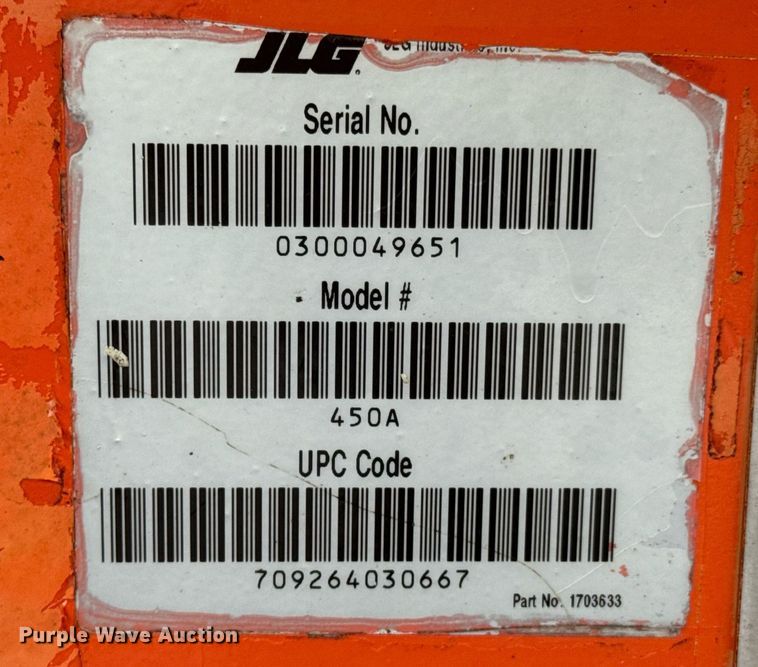 JLG
Serial No.
0300049651
Model #
450A
UPC Code
709264030667
Part No. 1703633
Purple Wave Auction